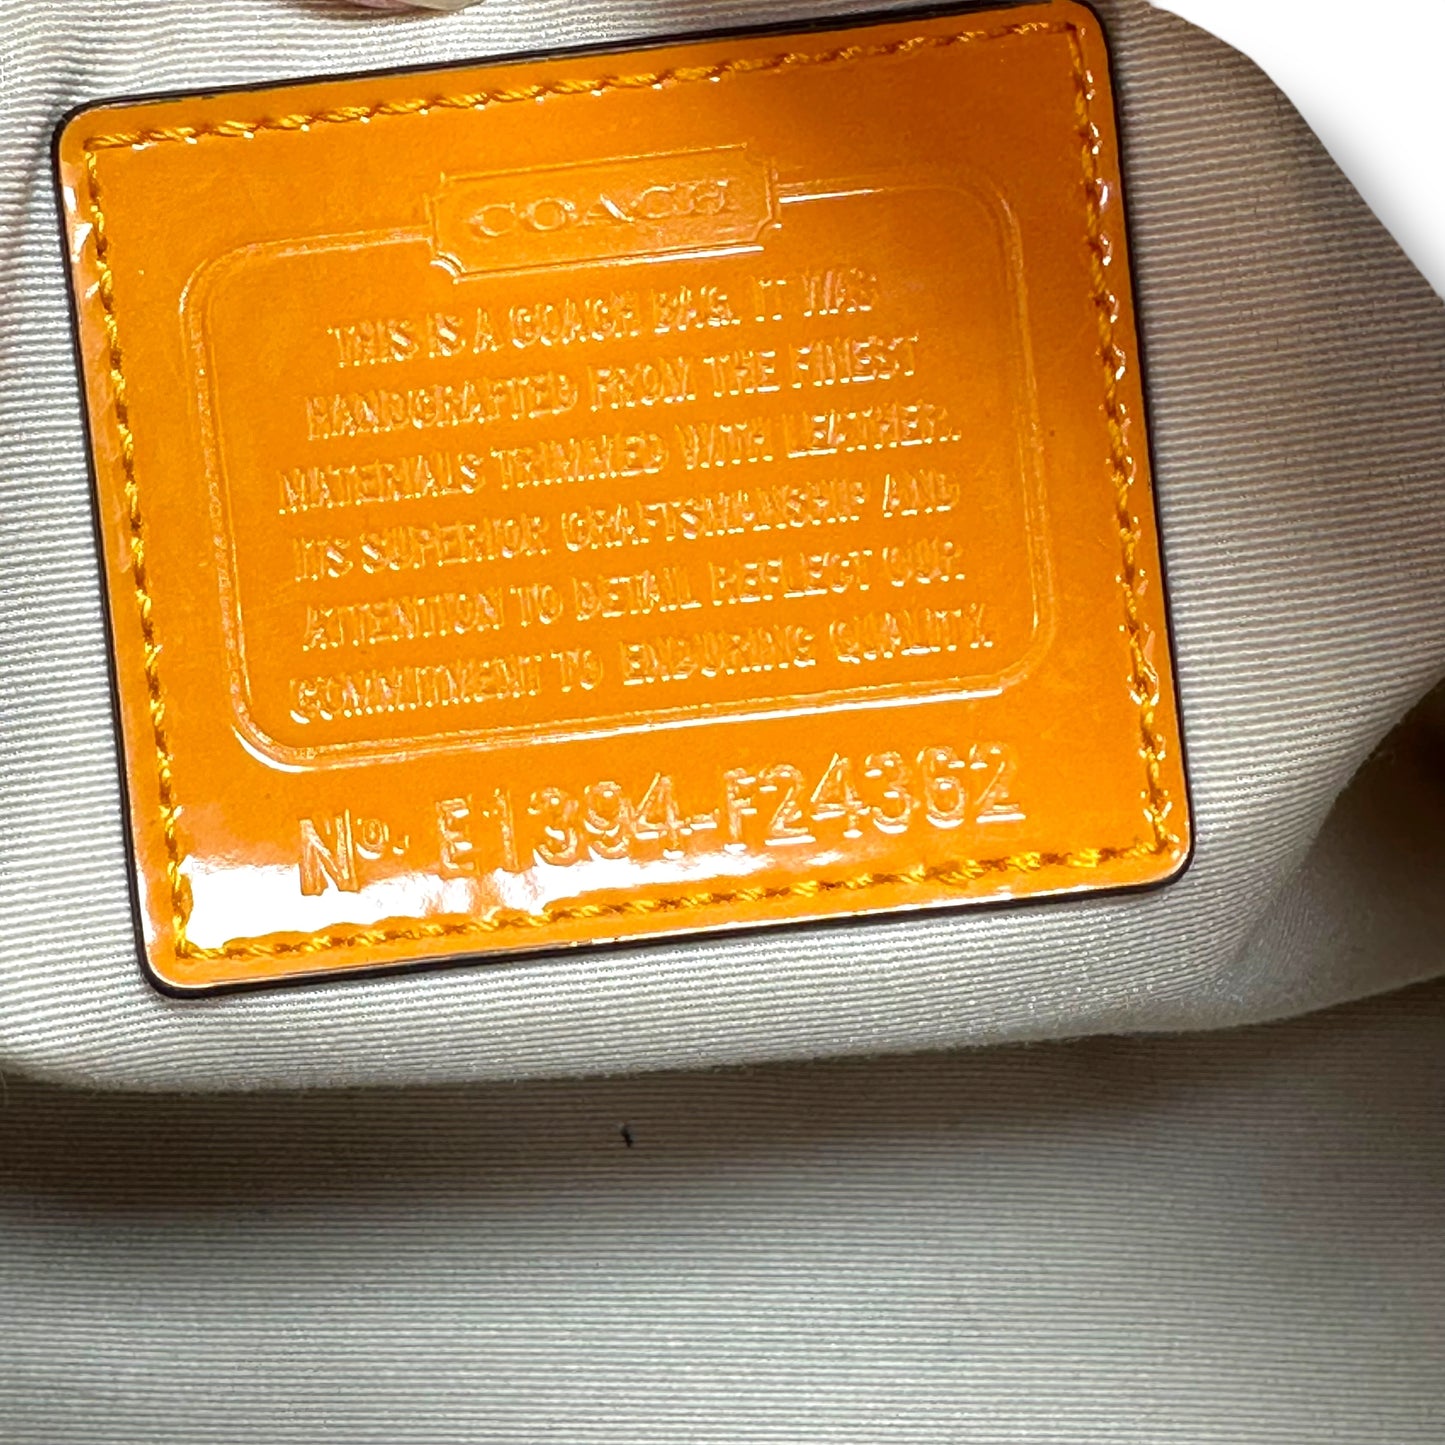 COACH
THIS IS A COACH BAG. IT WAS
HANDCRAFTED FROM THE FINEST
MATERIALS TRIMMED WITH LEATHER.
ITS SUPERIOR CRAFTSMANSHIP AND
ATTENTION TO DETAIL REFLECT OUR
COMMITMENT TO ENDURING QUALITY.
No. E1394-F24362